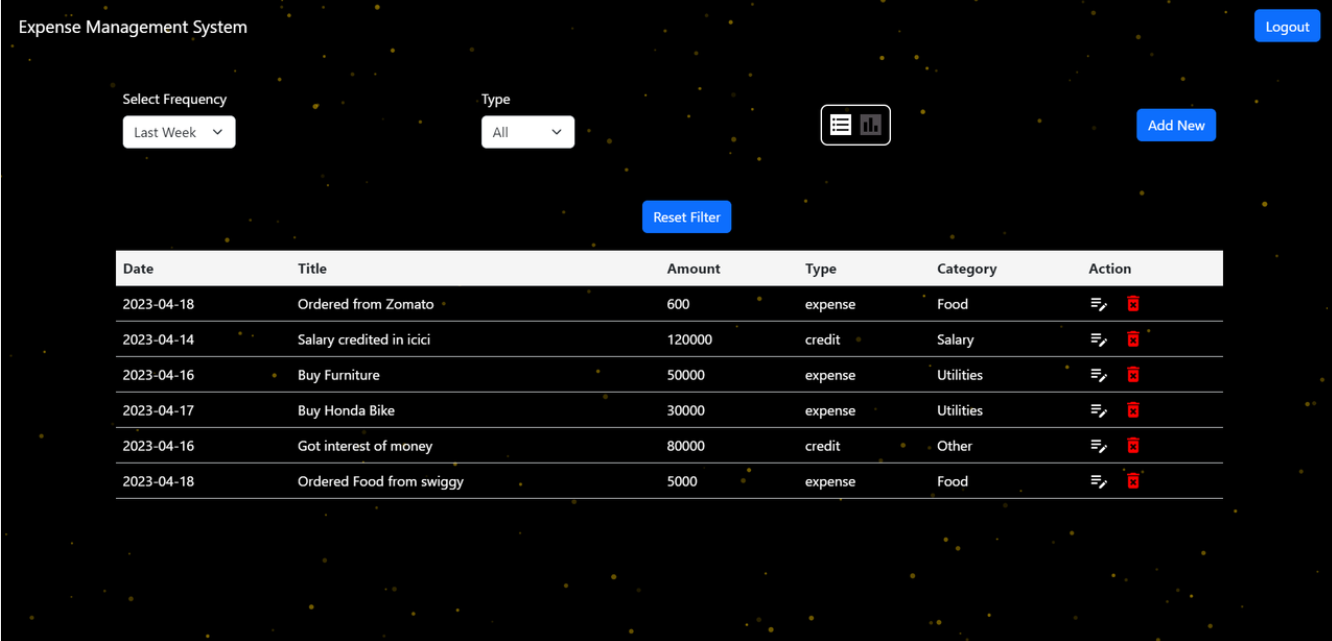 Expense Management System Logout
Select Frequency Type
Last Week All Add New
Reset Filter
Date Title Amount Type Category Action
2023-04-18 Ordered from Zomato 600 expense Food
2023-04-14 Salary credited in icici 120000 credit Salary
2023-04-16 Buy Furniture 50000 expense Utilities
2023-04-17 Buy Honda Bike 30000 expense Utilities
2023-04-16 Got interest of money 80000 credit Other
2023-04-18 Ordered Food from swiggy 5000 expense Food